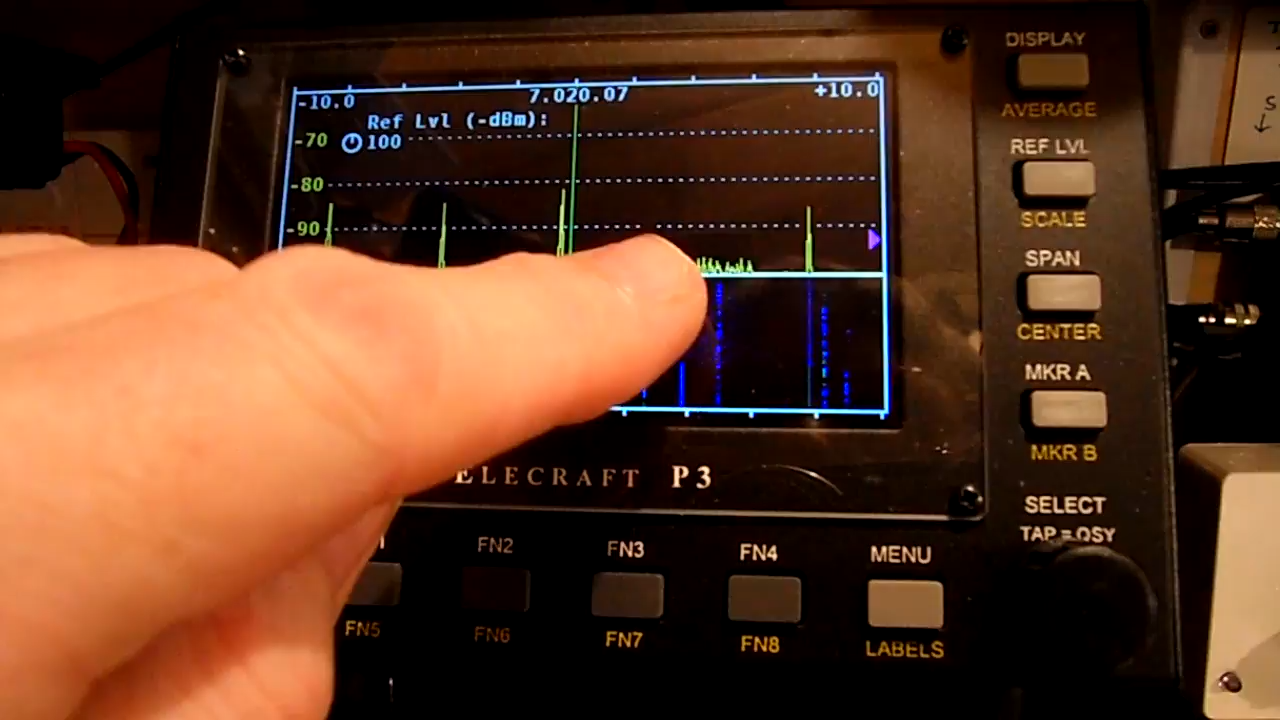 DISPLAY
AVERAGE
-10.0 7.020.07 +10.0
Ref Lvl (-dBm):
-70 100
-80
-90
REF LVL
SCALE
SPAN
CENTER
MKR A
MKR B
ELECRAFT P3
SELECT
TAP = QSY
FN2 FN3 FN4 MENU
FN5 FN6 FN7 FN8 LABELS
S